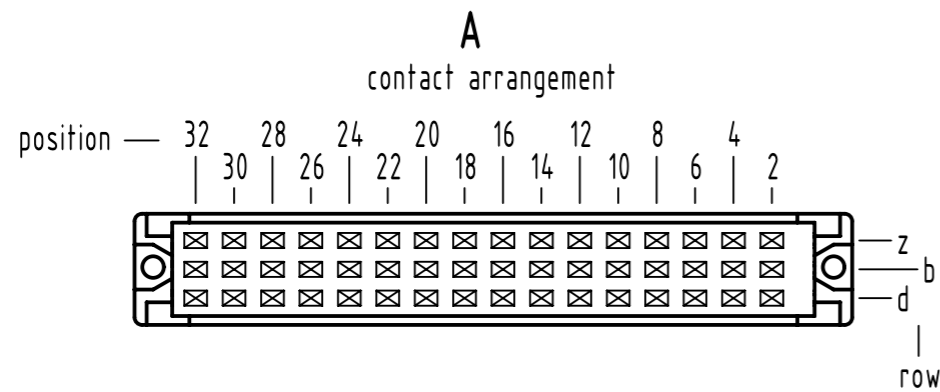 A
contact arrangement
position 32 28 24 20 16 12 8 4
30 26 22 18 14 10 6 2
z
b
d
row